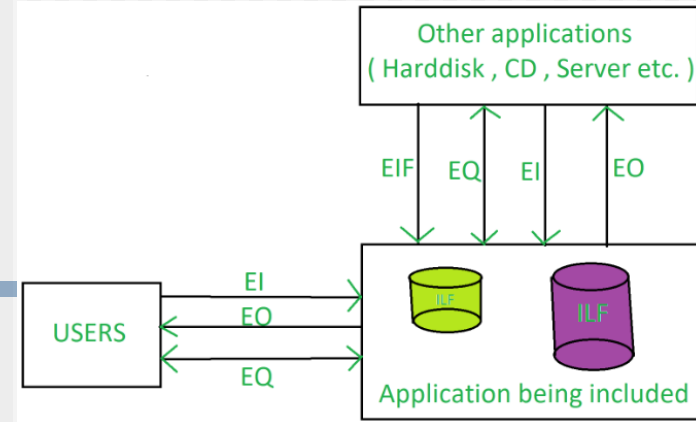 Other applications
( Harddisk , CD , Server etc. )
EIF
EQ
EI
EO
EI
EO
EQ
USERS
ILF
ILF
Application being included